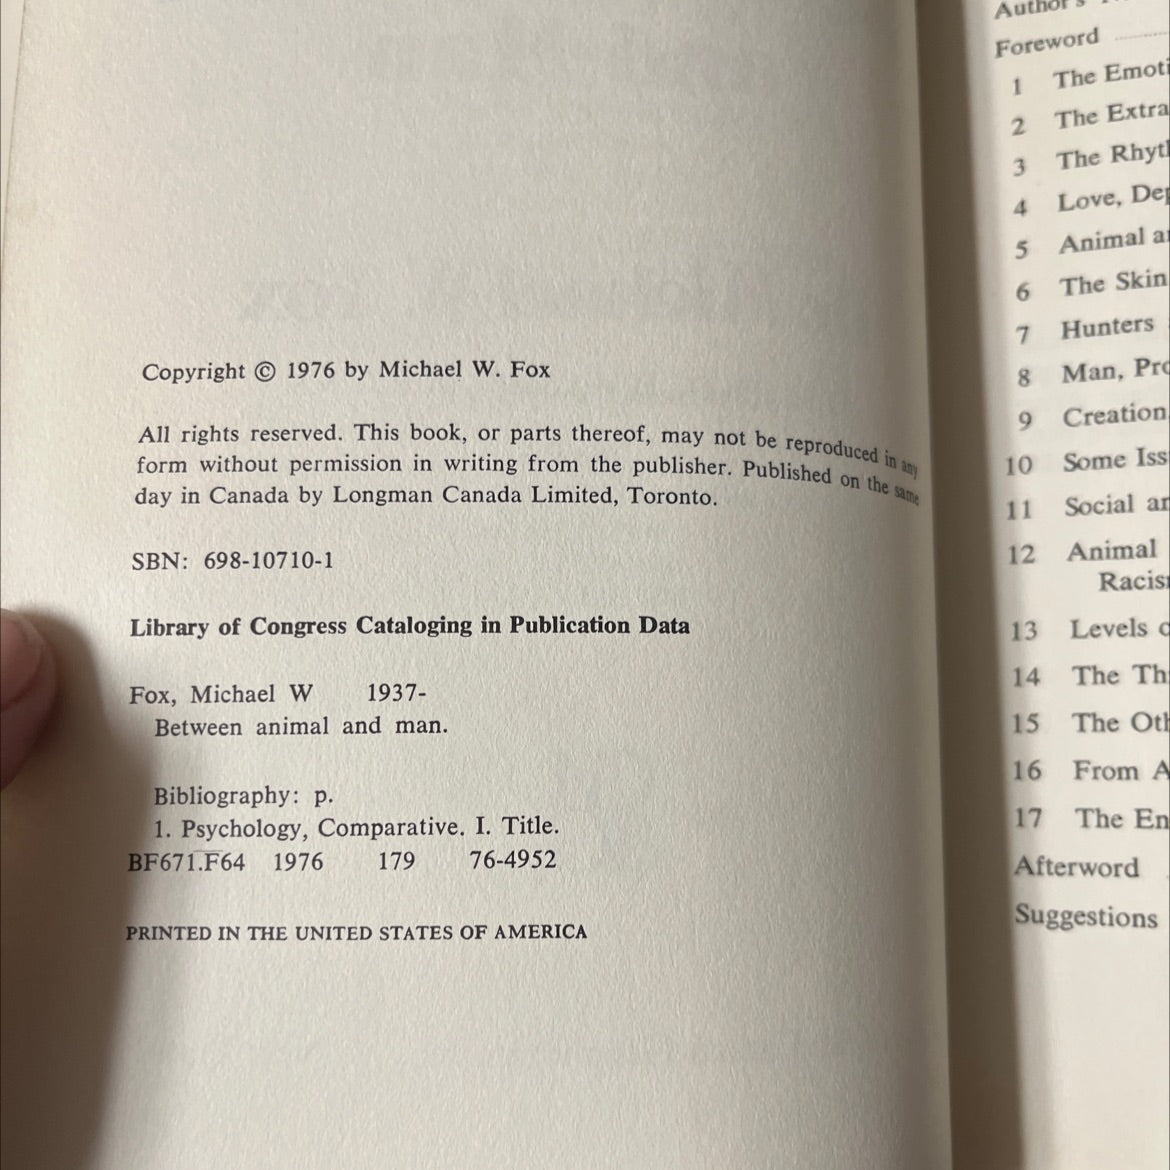 Copyright © 1976 by Michael W. Fox
All rights reserved. This book, or parts thereof, may not be reproduced in any
form without permission in writing from the publisher. Published on the same
day in Canada by Longman Canada Limited, Toronto.
SBN: 698-10710-1
Library of Congress Cataloging in Publication Data
Fox, Michael W 1937-
Between animal and man.
Bibliography: p.
1. Psychology, Comparative. I. Title.
BF671.F64 1976 179 76-4952
PRINTED IN THE UNITED STATES OF AMERICA
Author's
Foreword
1 The Emoti
2 The Extra
3 The Rhyt
4 Love, Dep
5 Animal a
6 The Skin
7 Hunters
8 Man, Pro
9 Creation
10 Some Iss
11 Social an
12 Animal
Racis
13 Levels o
14 The Th
15 The Oth
16 From A
17 The En
Afterword
Suggestions